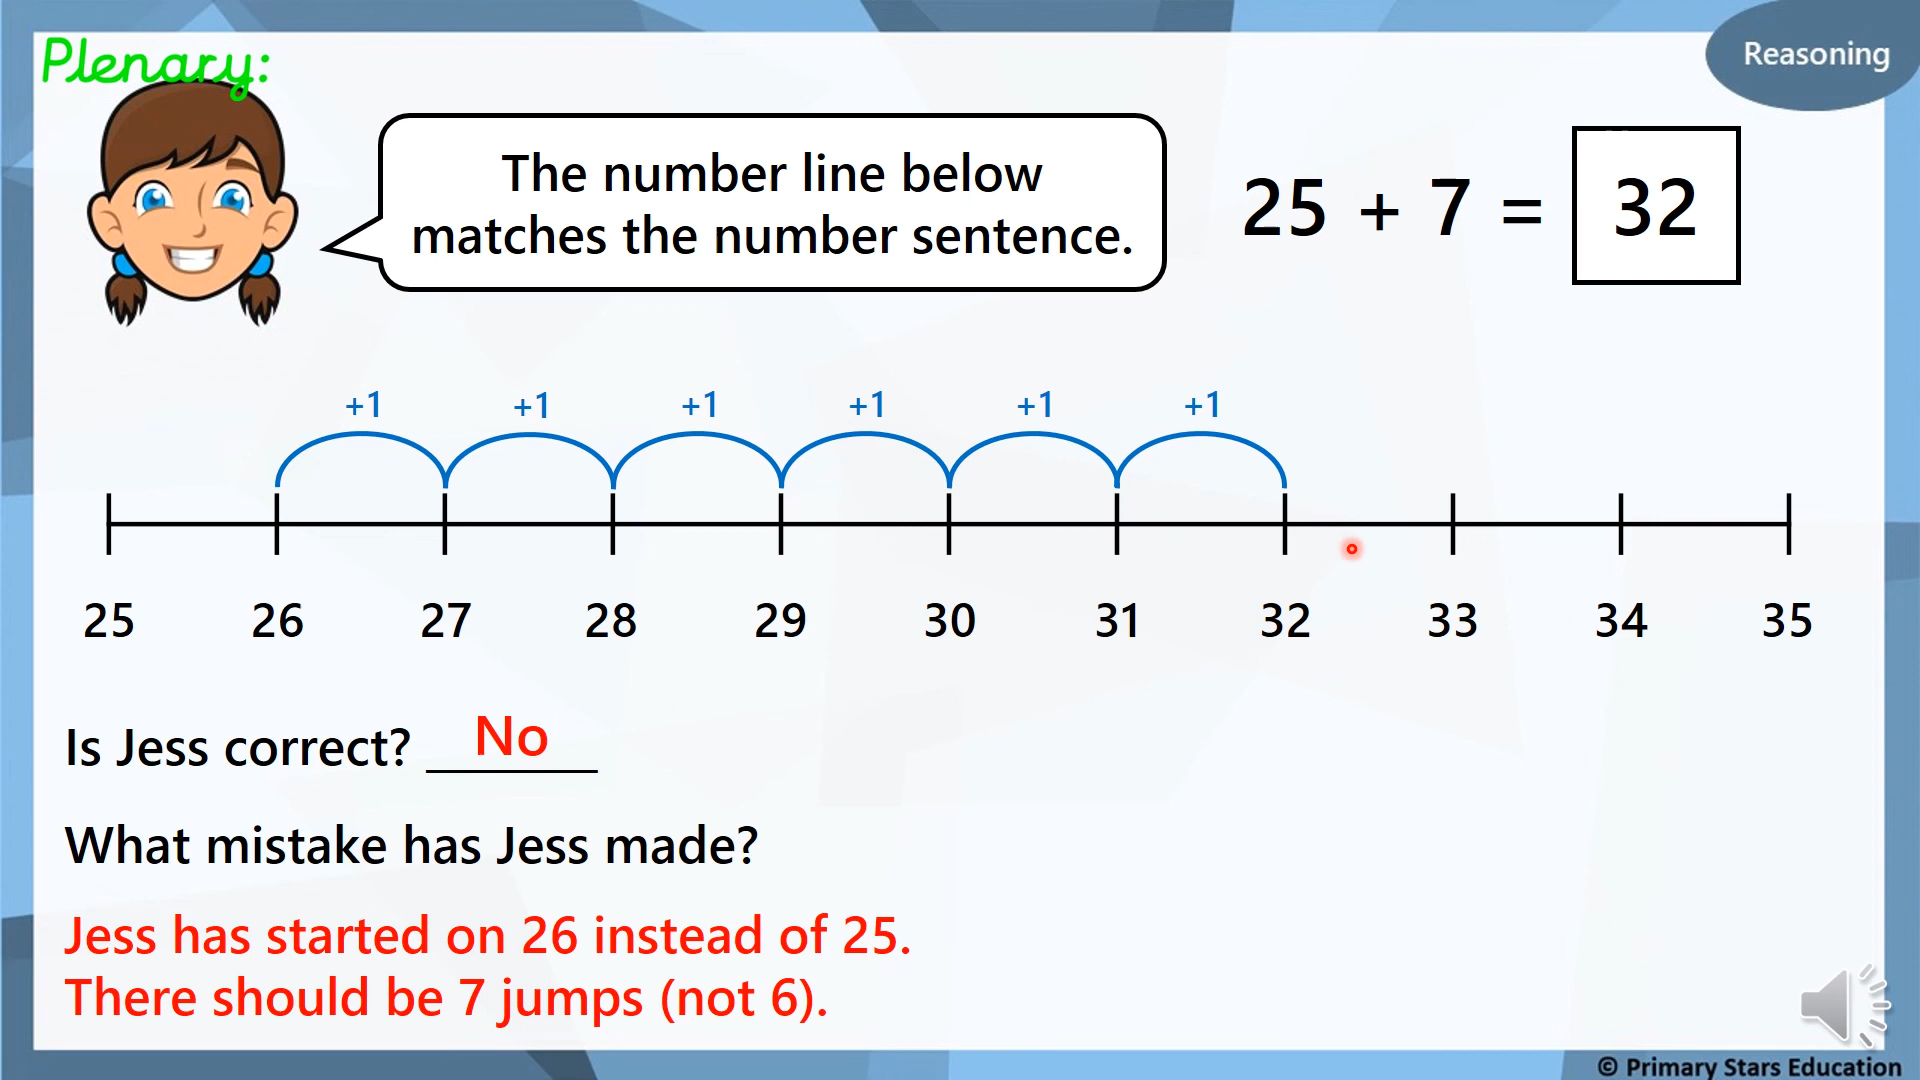 Plenary:
Reasoning
The number line below
matches the number sentence.
25 + 7 = 32
+1 +1 +1 +1 +1 +1
25 26 27 28 29 30 31 32 33 34 35
Is Jess correct? No
What mistake has Jess made?
Jess has started on 26 instead of 25.
There should be 7 jumps (not 6).
© Primary Stars Education